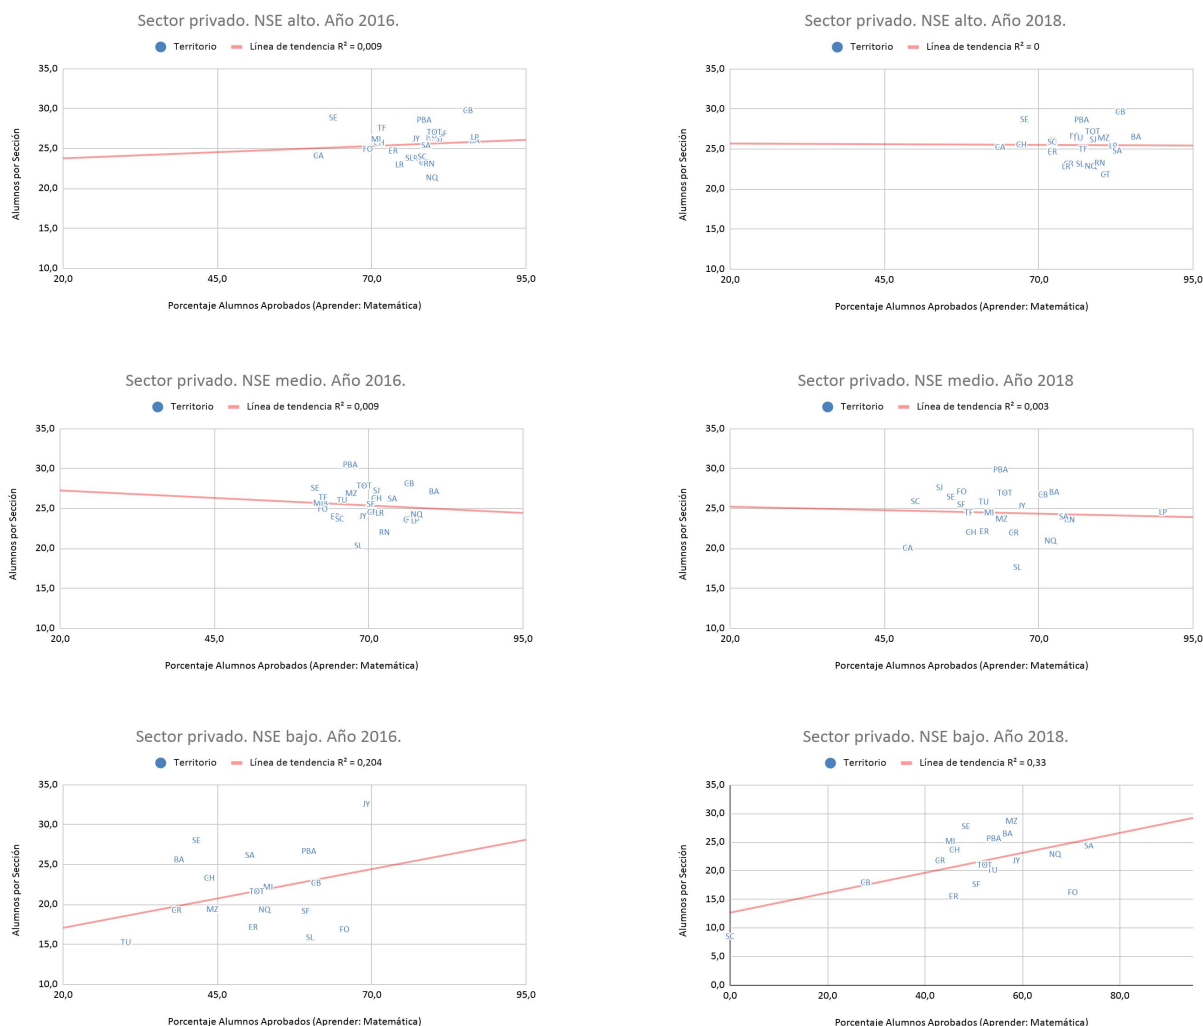 Sector privado. NSE alto. Año 2016.
Territorio Línea de tendencia R² = 0,009
Alumnos por Sección
35,0
30,0
25,0
20,0
15,0
10,0
SE
TF
PBA
CB
MI
FO
CA
JY
TOT
SA
LP
ER
LR
SL
SC
RN
NQ
20,0 45,0 70,0 95,0
Porcentaje Alumnos Aprobados (Aprender: Matemática)
Sector privado. NSE alto. Año 2018.
Territorio Línea de tendencia R² = 0
Alumnos por Sección
35,0
30,0
25,0
20,0
15,0
10,0
SE
PBA
CB
TOT
BA
TU
SJ
MZ
LP
CA
CH
SC
ER
TF
SA
LR
SL
NQ
RN
20,0 45,0 70,0 95,0
Porcentaje Alumnos Aprobados (Aprender: Matemática)
Sector privado. NSE medio. Año 2016.
Territorio Línea de tendencia R² = 0,009
Alumnos por Sección
35,0
30,0
25,0
20,0
15,0
10,0
PBA
SE
TOT
CB
BA
TF
MZ
SJ
TU
CH
SA
SF
FO
SC
JY
LR
NQ
LP
RN
SL
20,0 45,0 70,0 95,0
Porcentaje Alumnos Aprobados (Aprender: Matemática)
Sector privado. NSE medio. Año 2018
Territorio Línea de tendencia R² = 0,003
Alumnos por Sección
35,0
30,0
25,0
20,0
15,0
10,0
PBA
SJ
FO
TOT
CB
BA
SC
SE
SF
TU
JY
TF
MI
MZ
SA
LP
CH
ER
CR
NQ
CA
SL
20,0 45,0 70,0 95,0
Porcentaje Alumnos Aprobados (Aprender: Matemática)
Sector privado. NSE bajo. Año 2016.
Territorio Línea de tendencia R² = 0,204
Alumnos por Sección
35,0
30,0
25,0
20,0
15,0
10,0
JY
SE
BA
SA
PBA
CH
MI
CB
TOT
CR
MZ
NQ
SF
ER
FO
TU
SL
20,0 45,0 70,0 95,0
Porcentaje Alumnos Aprobados (Aprender: Matemática)
Sector privado. NSE bajo. Año 2018.
Territorio Línea de tendencia R² = 0,33
Alumnos por Sección
35,0
30,0
25,0
20,0
15,0
10,0
5,0
0,0
SE
MZ
MI
PBA
BA
CH
SA
CR
TOT
JY
NQ
TU
CB
SF
ER
FO
SC
0,0 20,0 40,0 60,0 80,0
Porcentaje Alumnos Aprobados (Aprender: Matemática)